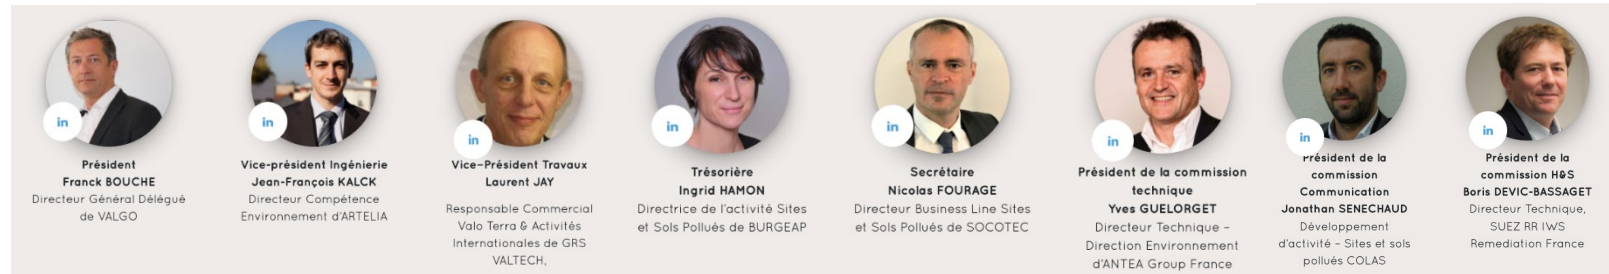 in
Président
Franck BOUCHE
Directeur Général Délégué
de VALGO
in
Vice-président Ingénierie
Jean-François KALCK
Directeur Compétence
Environnement d'ARTELIA
in
Vice-Président Travaux
Laurent JAY
Responsable Commercial
Valo Terra & Activités
Internationales de GRS
VALTECH,
in
Trésorière
Ingrid HAMON
Directrice de l'activité Sites
et Sols Pollués de BURGEAP
in
Secrétaire
Nicolas FOURAGE
Directeur Business Line Sites
et Sols Pollués de SOCOTEC
in
Président de la commission
technique
Yves GUELORGET
Directeur Technique –
Direction Environnement
d'ANTEA Group France
in
Président de la
commission
Communication
Jonathan SENECHAUD
Développement
d'activité – Sites et sols
pollués COLAS
in
Président de la
commission H&S
Boris DEVIC-BASSAGET
Directeur Technique,
SUEZ RR IWS
Remediation France